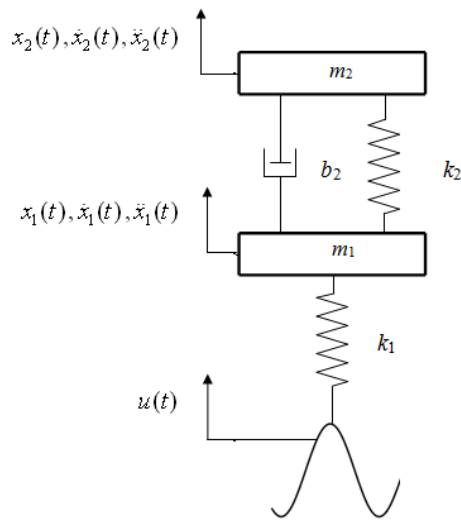 x₂(t), ẋ₂(t), ẍ₂(t)
m₂
b₂
k₂
x₁(t), ẋ₁(t), ẍ₁(t)
m₁
k₁
u(t)